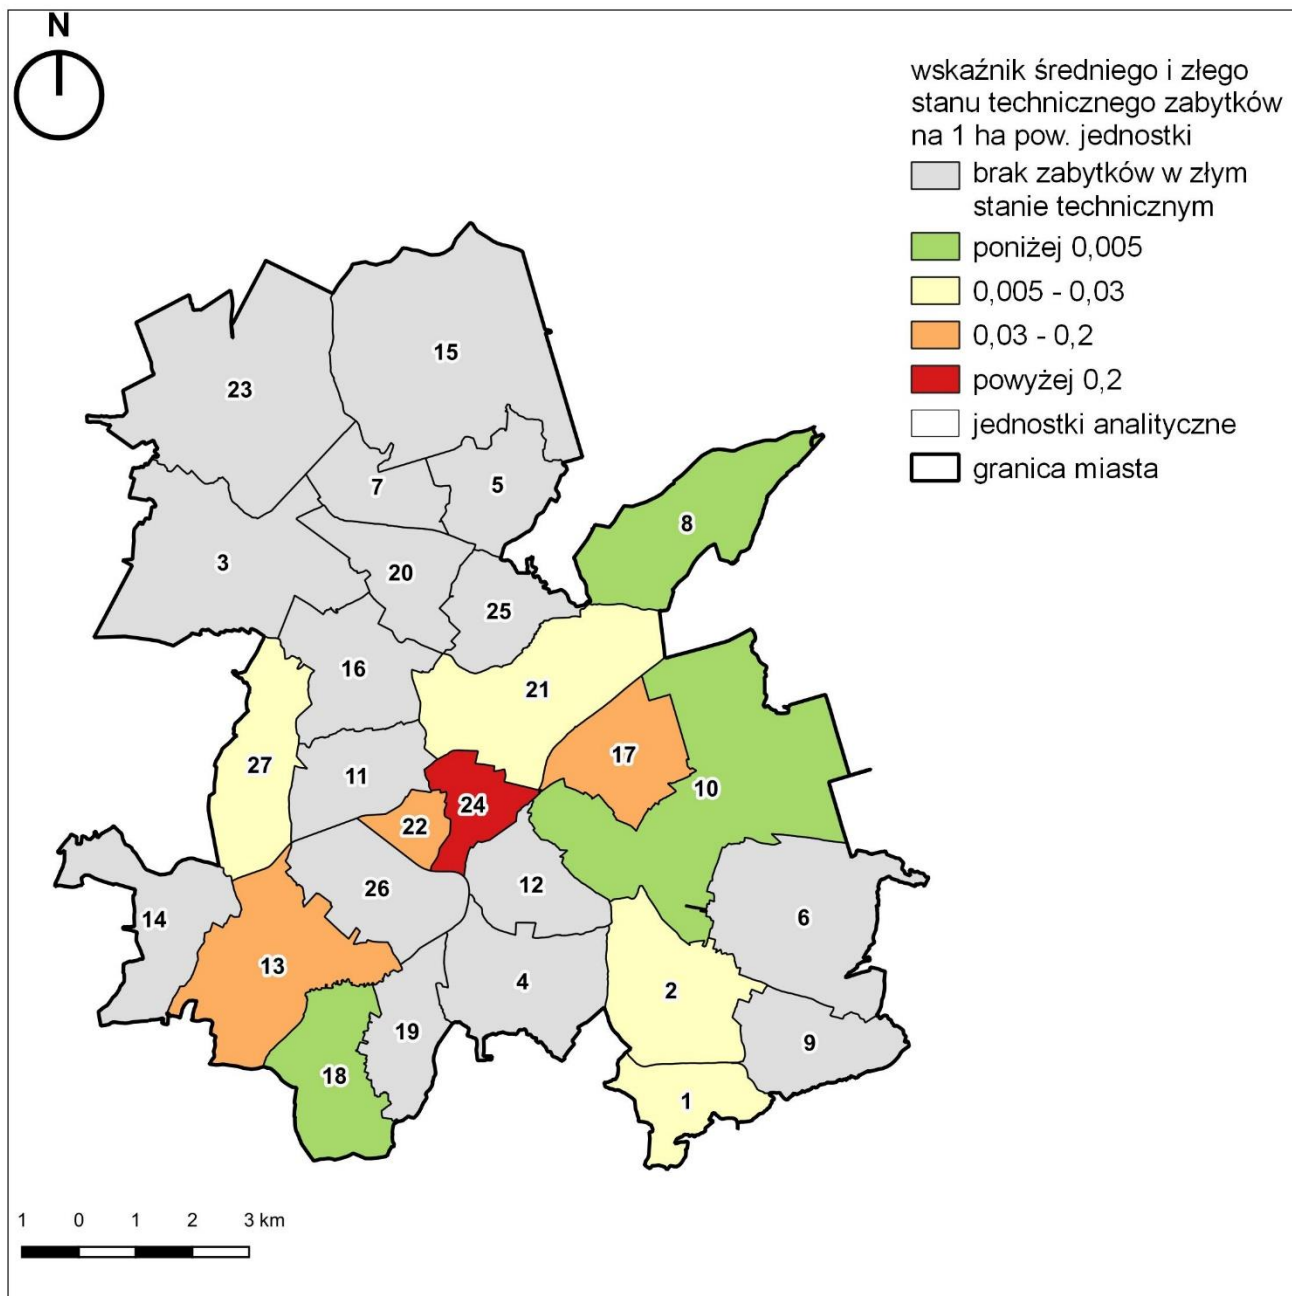 N
wskaźnik średniego i złego
stanu technicznego zabytków
na 1 ha pow. jednostki
brak zabytków w złym
stanie technicznym
poniżej 0,005
0,005 - 0,03
0,03 - 0,2
powyżej 0,2
jednostki analityczne
granica miasta
15
23
7
5
8
3
20
25
16
21
27
11
17
10
22
24
26
12
14
6
13
4
2
19
9
18
1
1 0 1 2 3 km